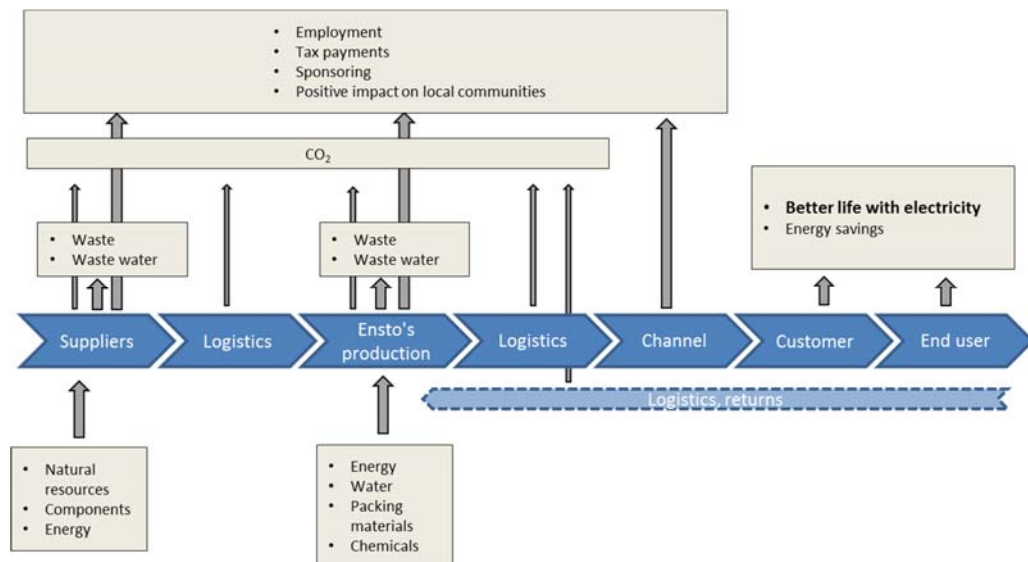 • Employment
• Tax payments
• Sponsoring
• Positive impact on local communities
CO₂
• Waste
• Waste water
• Waste
• Waste water
• Better life with electricity
• Energy savings
Suppliers
Logistics
Ensto's
production
Logistics
Channel
Customer
End user
Logistics, returns
• Natural
resources
• Components
• Energy
• Energy
• Water
• Packing
materials
• Chemicals